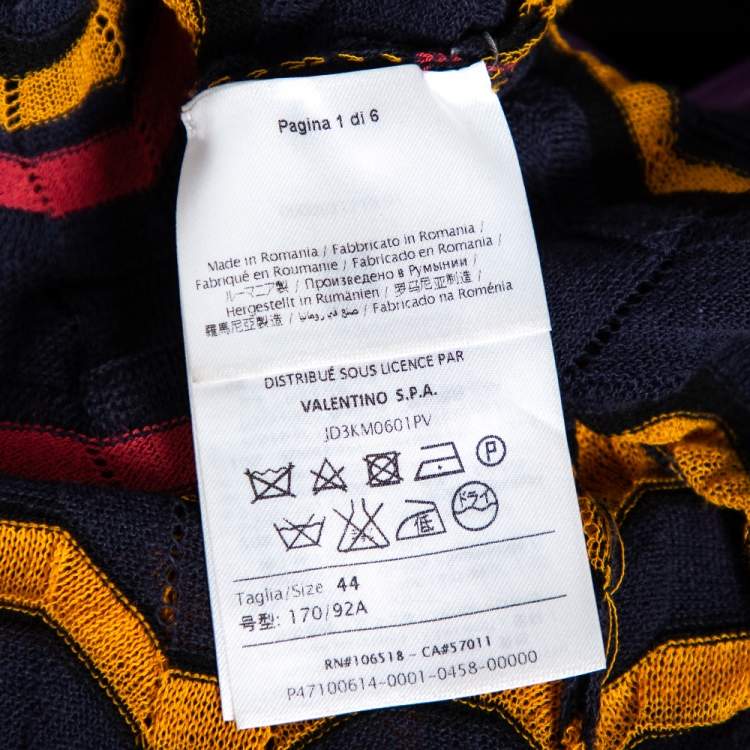 Pagina 1 di 6
Made in Romania / Fabbricato in Romania /
Fabriqué en Roumanie / Fabricado en Romania /
ルーマニア製 / Произведено в Румынии /
Hergestellt in Rumänien / 罗马尼亚制造 /
羅馬尼亞製造 / صنع في رومانيا / Fabricado na Roménia
DISTRIBUÉ SOUS LICENCE PAR
VALENTINO S.P.A.
JD3KM0601PV
P
低 ドライ
Taglia/Size 44
号型: 170/92A
RN#106518 - CA#57011
P47100614-0001-0458-00000